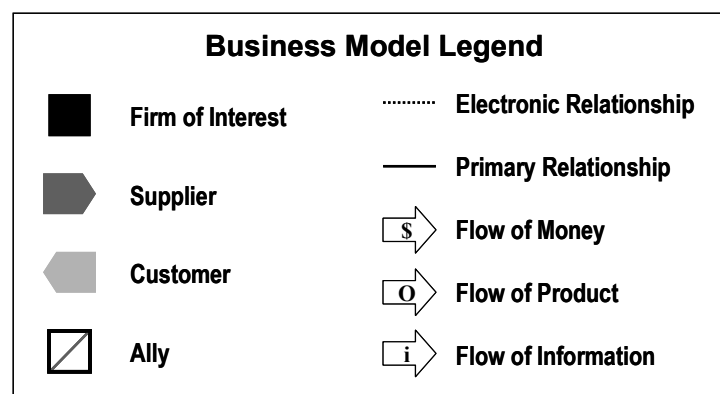 Business Model Legend
Firm of Interest
Supplier
Customer
Ally
Electronic Relationship
Primary Relationship
$ Flow of Money
O Flow of Product
i Flow of Information